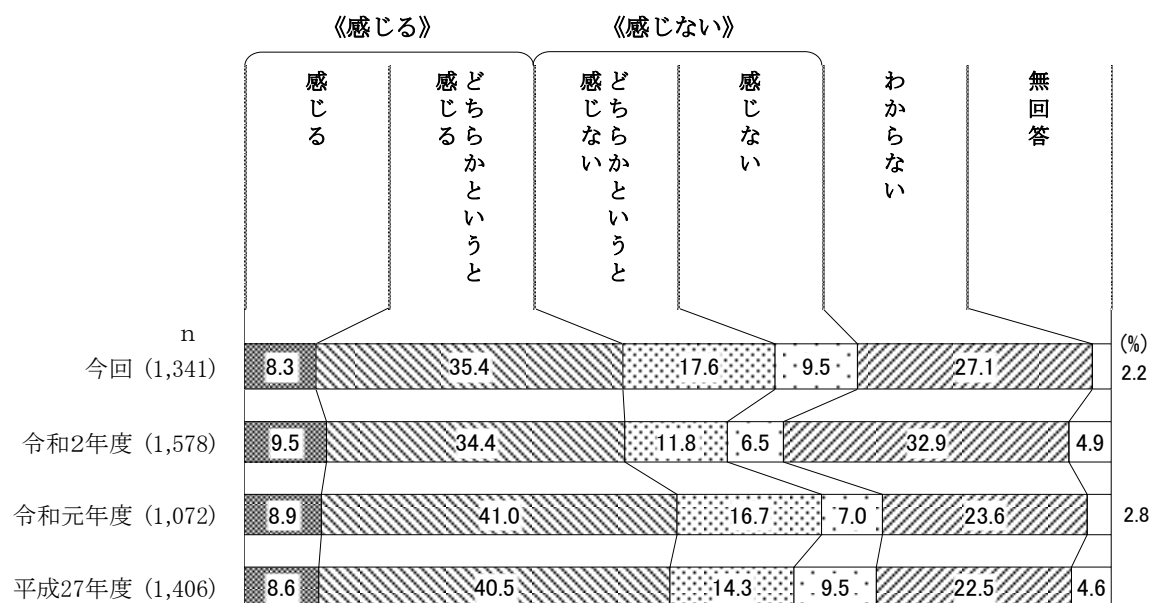 《感じる》 《感じない》
感じる
どちらかというと
感じる
どちらかというと
感じない
感じない
わからない
無回答
n
(%)
今回 (1,341) 8.3 35.4 17.6 9.5 27.1 2.2
令和2年度 (1,578) 9.5 34.4 11.8 6.5 32.9 4.9
令和元年度 (1,072) 8.9 41.0 16.7 7.0 23.6 2.8
平成27年度 (1,406) 8.6 40.5 14.3 9.5 22.5 4.6